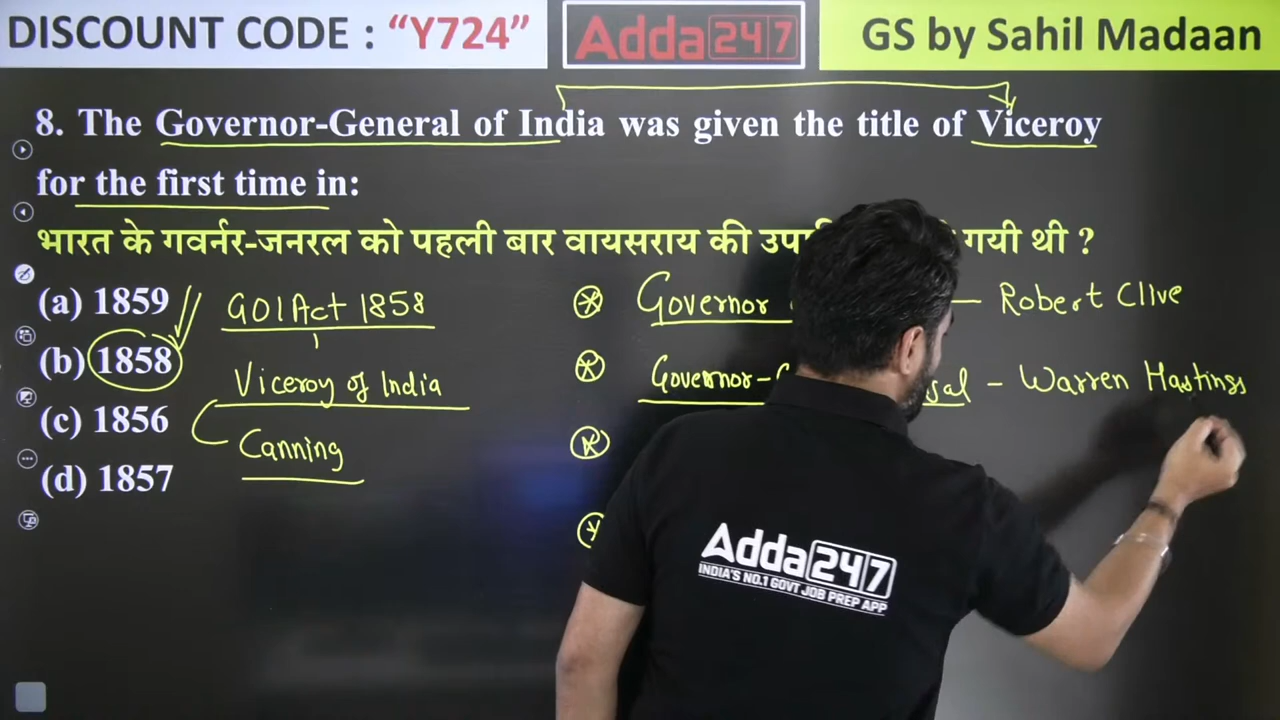 DISCOUNT CODE : “Y724”
Adda247
GS by Sahil Madaan
8. The Governor-General of India was given the title of Viceroy
for the first time in:
भारत के गवर्नर-जनरल को पहली बार वायसराय की गयी थी ?
(a) 1859
(b) 1858
(c) 1856
(d) 1857
GOI Act 1858
Viceroy of India
Canning
Governor — Robert Clive
Governor- - Warren Hastings
Adda247
INDIA'S NO.1 GOVT JOB PREP APP